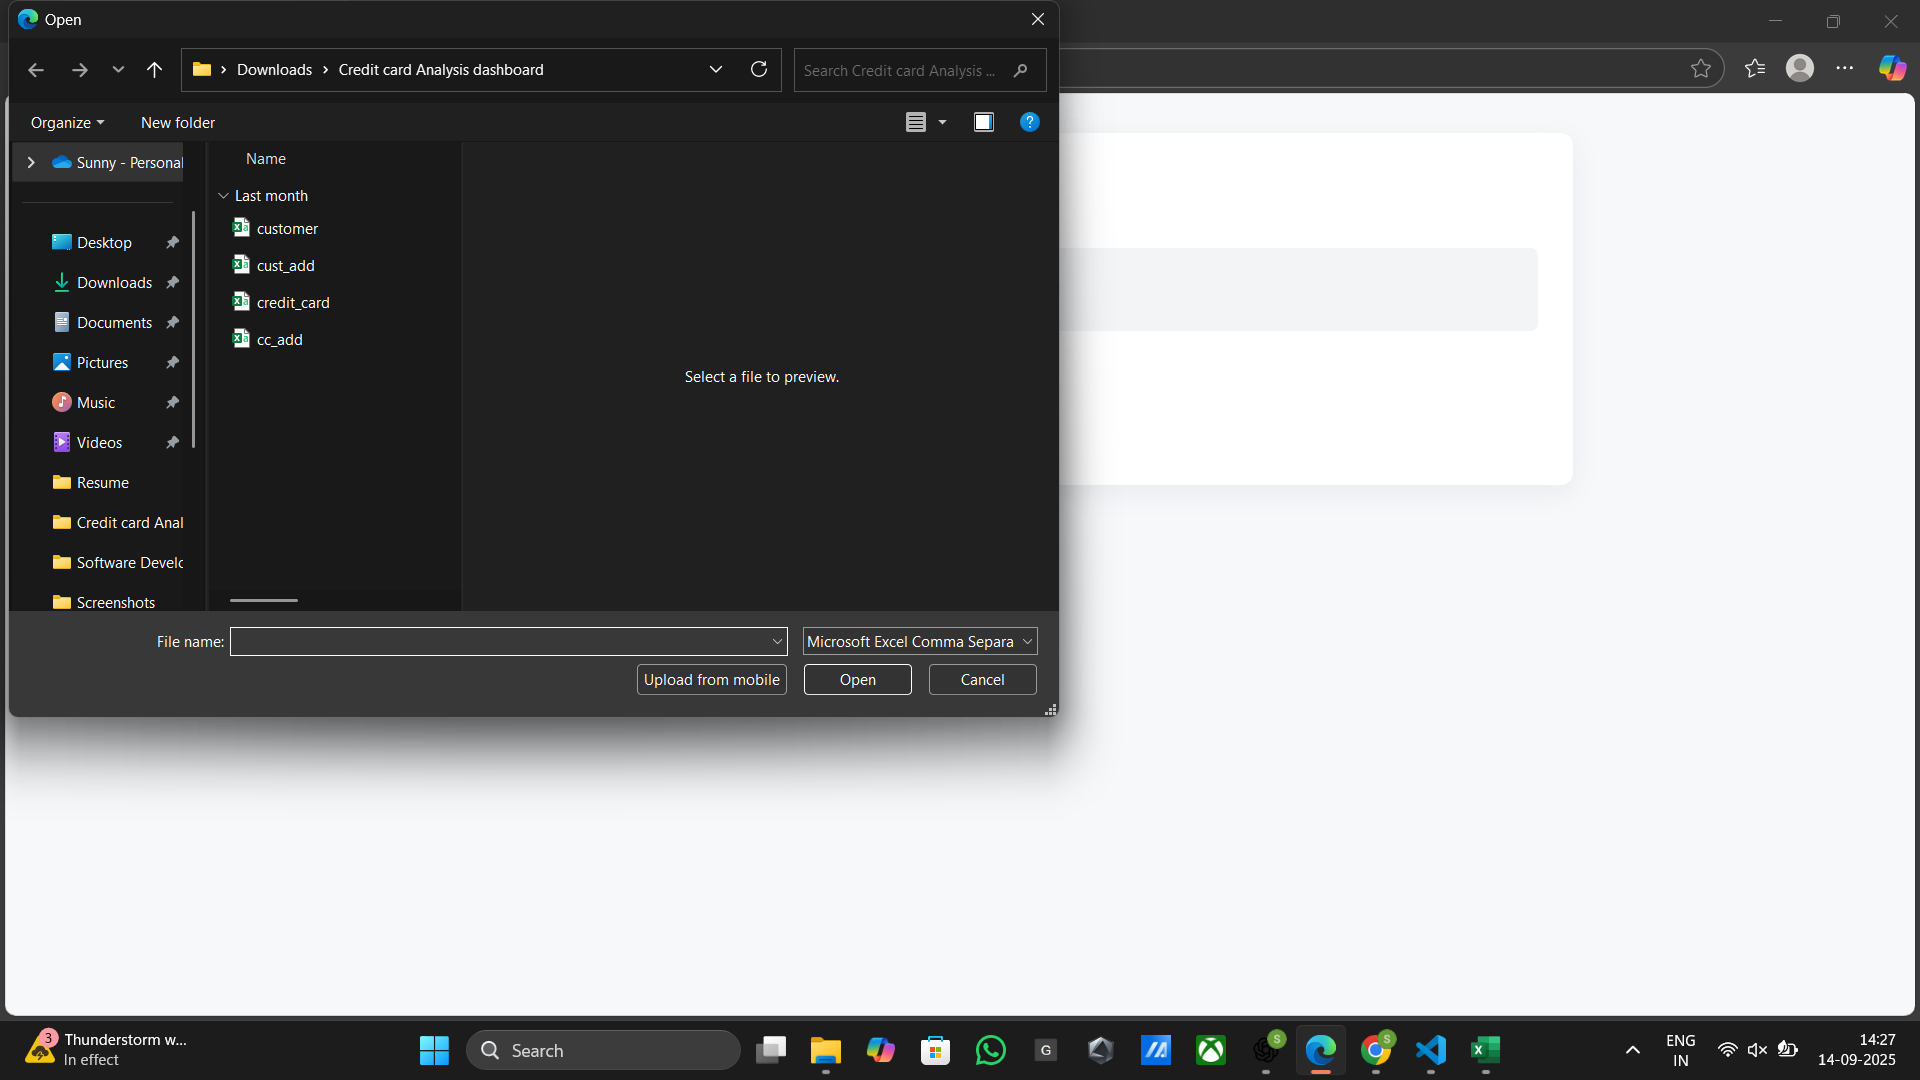 Open
Downloads
Credit card Analysis dashboard
Search Credit card Analysis ...
Organize
New folder
Sunny - Personal
Desktop
Downloads
Documents
Pictures
Music
Videos
Resume
Credit card Anal
Software Develo
Screenshots
Name
Last month
customer
cust_add
credit_card
cc_add
Select a file to preview.
File name:
Microsoft Excel Comma Separa
Upload from mobile
Open
Cancel
3
Thunderstorm w...
In effect
Search
G
S
S
ENG
IN
14:27
14-09-2025